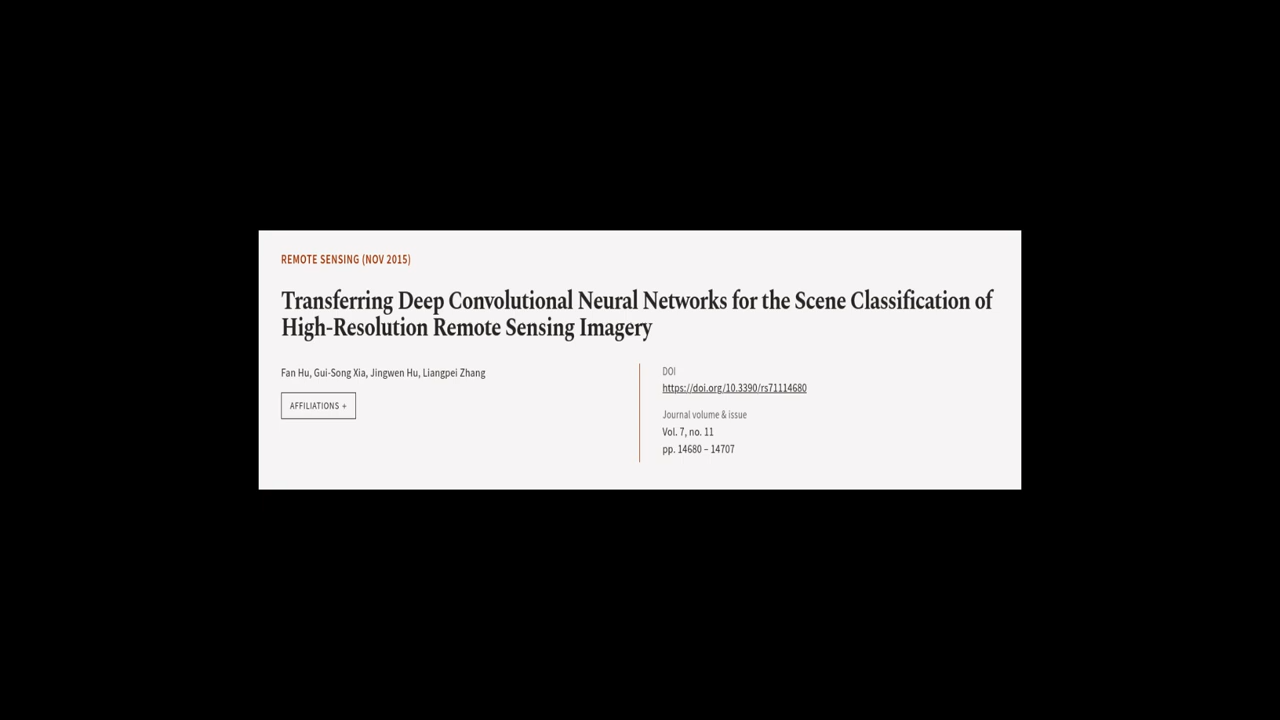 REMOTE SENSING (NOV 2015)
Transferring Deep Convolutional Neural Networks for the Scene Classification of
High-Resolution Remote Sensing Imagery
Fan Hu, Gui-Song Xia, Jingwen Hu, Liangpei Zhang
AFFILIATIONS +
DOI
https://doi.org/10.3390/rs71114680
Journal volume & issue
Vol. 7, no. 11
pp. 14680 – 14707